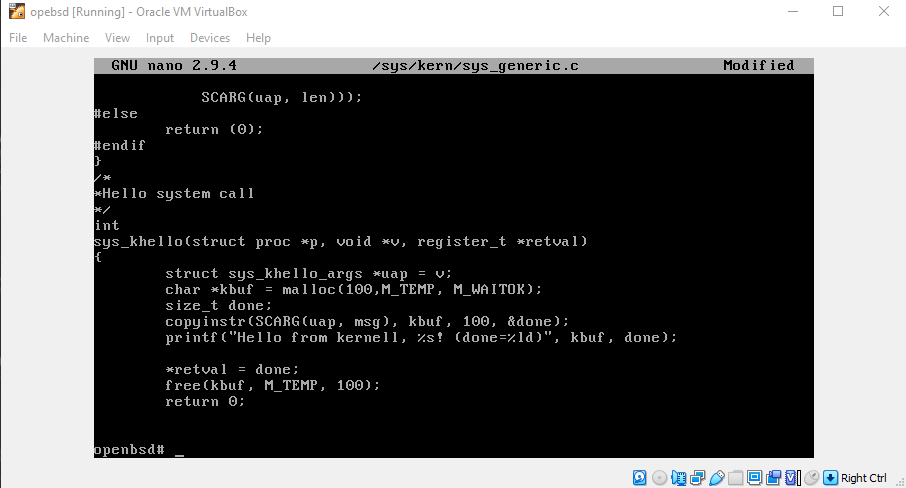 opebsd [Running] - Oracle VM VirtualBox
File Machine View Input Devices Help
GNU nano 2.9.4 /sys/kern/sys_generic.c Modified
SCARG(uap, len)));
#else
return (0);
#endif
}
/*
*Hello system call
*/
int
sys_khello(struct proc *p, void *v, register_t *retval)
{
struct sys_khello_args *uap = v;
char *kbuf = malloc(100,M_TEMP, M_WAITOK);
size_t done;
copyinstr(SCARG(uap, msg), kbuf, 100, &done);
printf("Hello from kernell, %s! (done=%ld)", kbuf, done);
*retval = done;
free(kbuf, M_TEMP, 100);
return 0;
openbsd# _
Right Ctrl